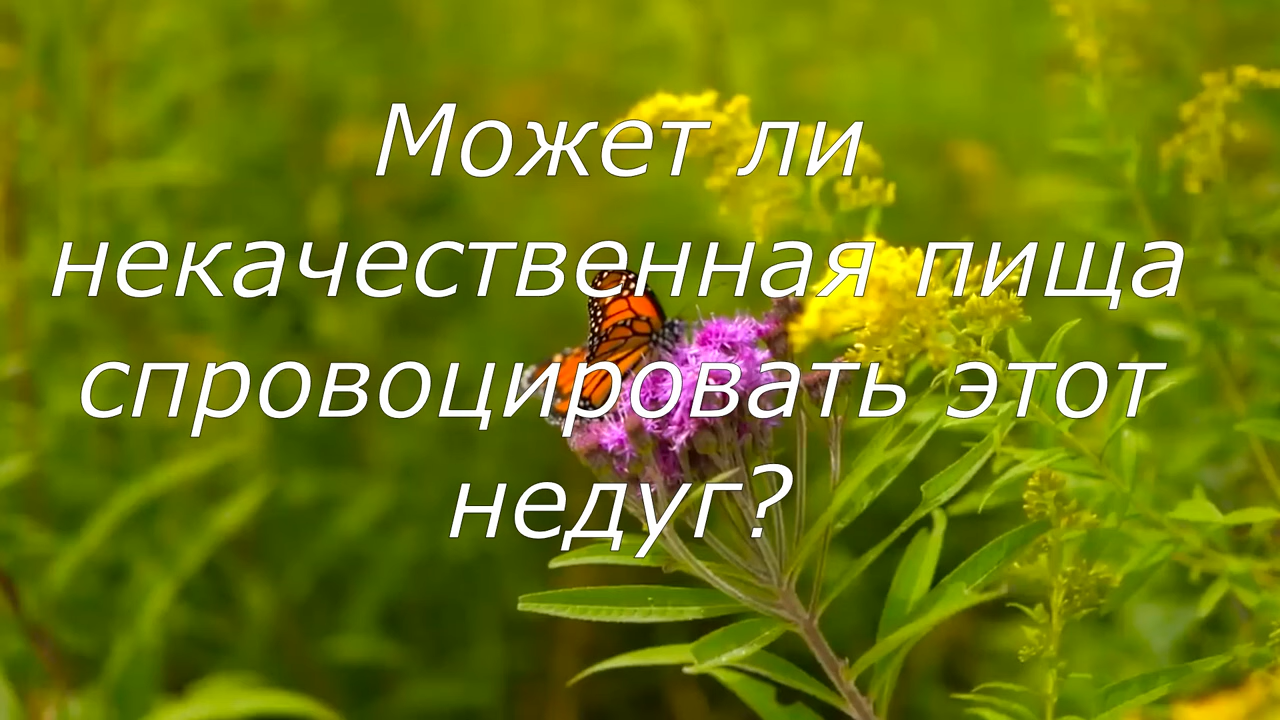 Может ли
некачественная пища
спровоцировать этот
недуг?